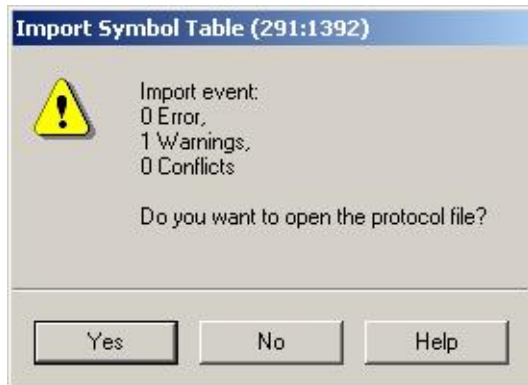 Import Symbol Table (291:1392)
Import event:
0 Error,
1 Warnings,
0 Conflicts
Do you want to open the protocol file?
Yes No Help